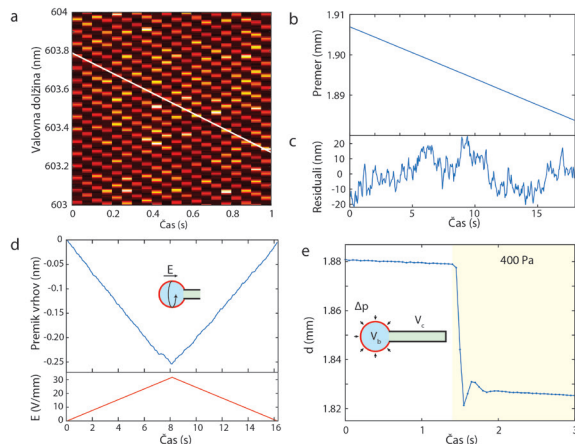 a
604
603.8
603.6
603.4
603.2
603
Valovna dolžina (nm)
0
0.2
0.4
0.6
0.8
1
Čas (s)
b
1.91
1.90
1.89
Premer (mm)
c
20
10
0
-10
-20
Residuali (nm)
0
5
10
15
Čas (s)
d
0
-0.05
-0.1
-0.15
-0.20
-0.25
Premik vrhov (nm)
E
30
20
10
0
E (V/mm)
0
2
4
6
8
10
12
14
16
Čas (s)
e
400 Pa
1.88
1.86
1.84
1.82
d (mm)
Δp
Vb
Vc
0
1
2
3
Čas (s)